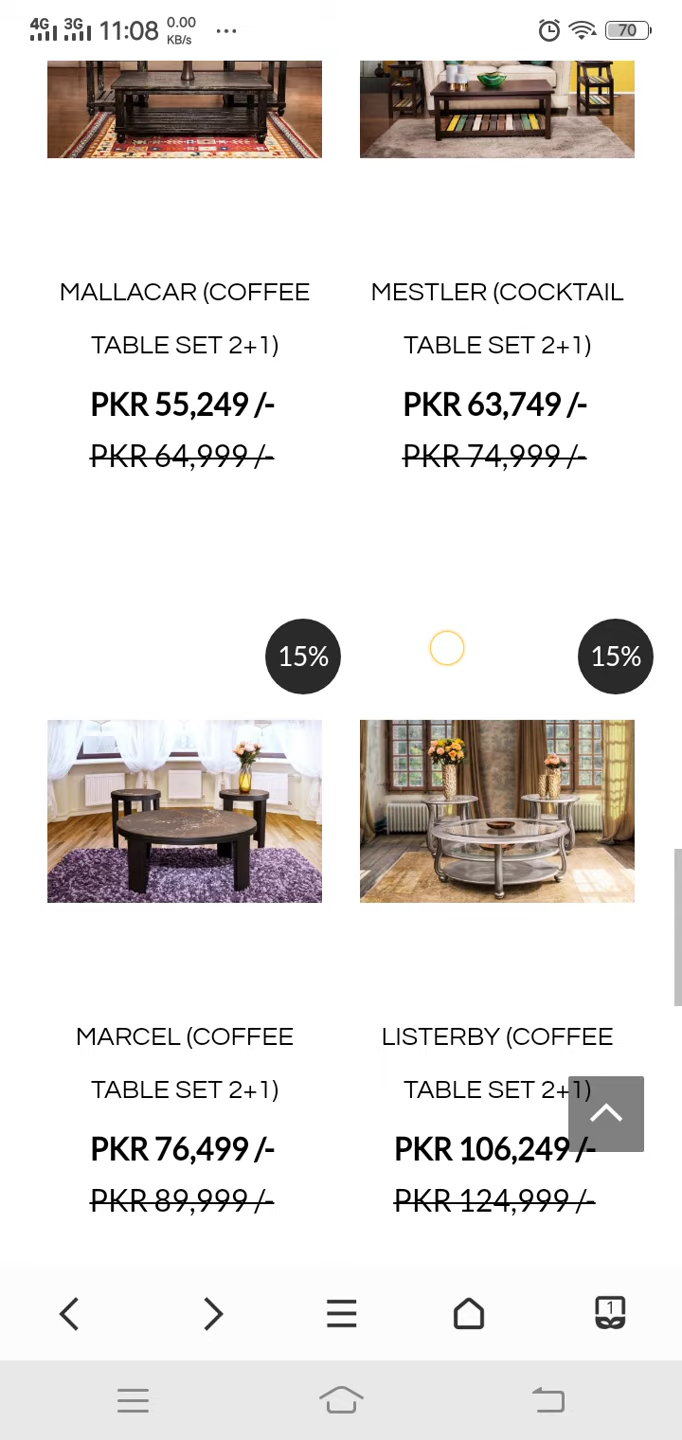 4G 3G 11:08 0.00 KB/s ... 70
MALLACAR (COFFEE
TABLE SET 2+1)
PKR 55,249 /-
PKR 64,999 /-
MESTLER (COCKTAIL
TABLE SET 2+1)
PKR 63,749 /-
PKR 74,999 /-
15%
15%
MARCEL (COFFEE
TABLE SET 2+1)
PKR 76,499 /-
PKR 89,999 /-
LISTERBY (COFFEE
TABLE SET 2+1)
PKR 106,249 /-
PKR 124,999 /-
1